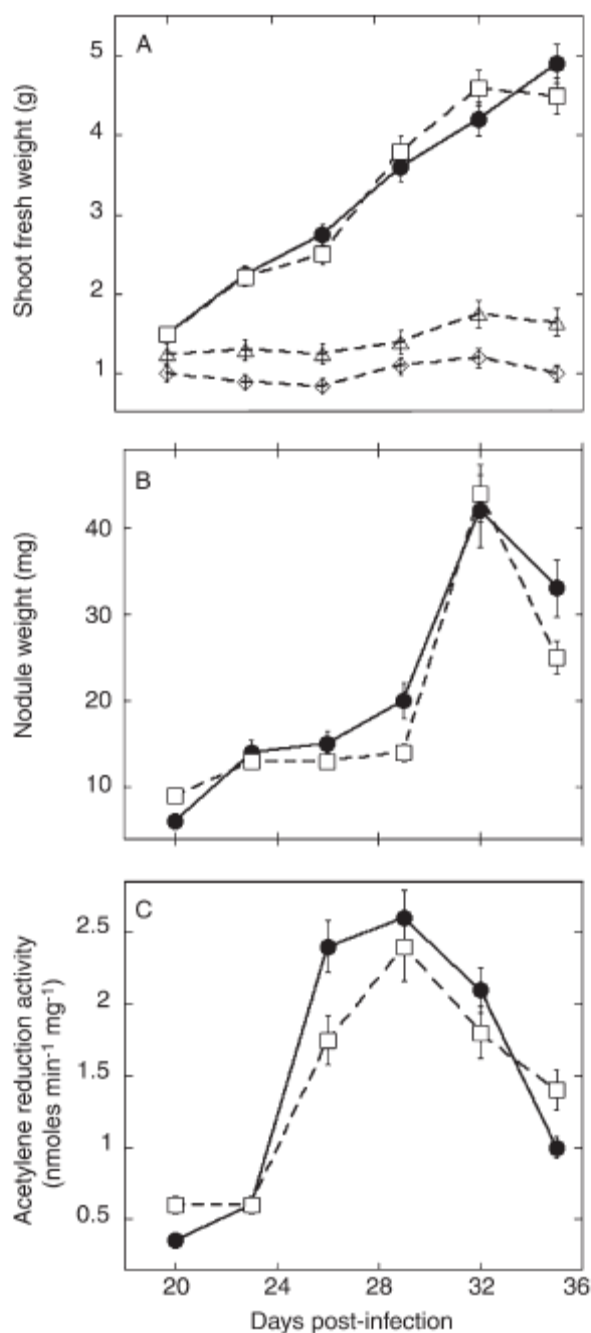 A
Shoot fresh weight (g)
5
4
3
2
1
B
Nodule weight (mg)
40
30
20
10
C
Acetylene reduction activity
(nmoles min⁻¹ mg⁻¹)
2.5
2
1.5
1
0.5
20 24 28 32 36
Days post-infection